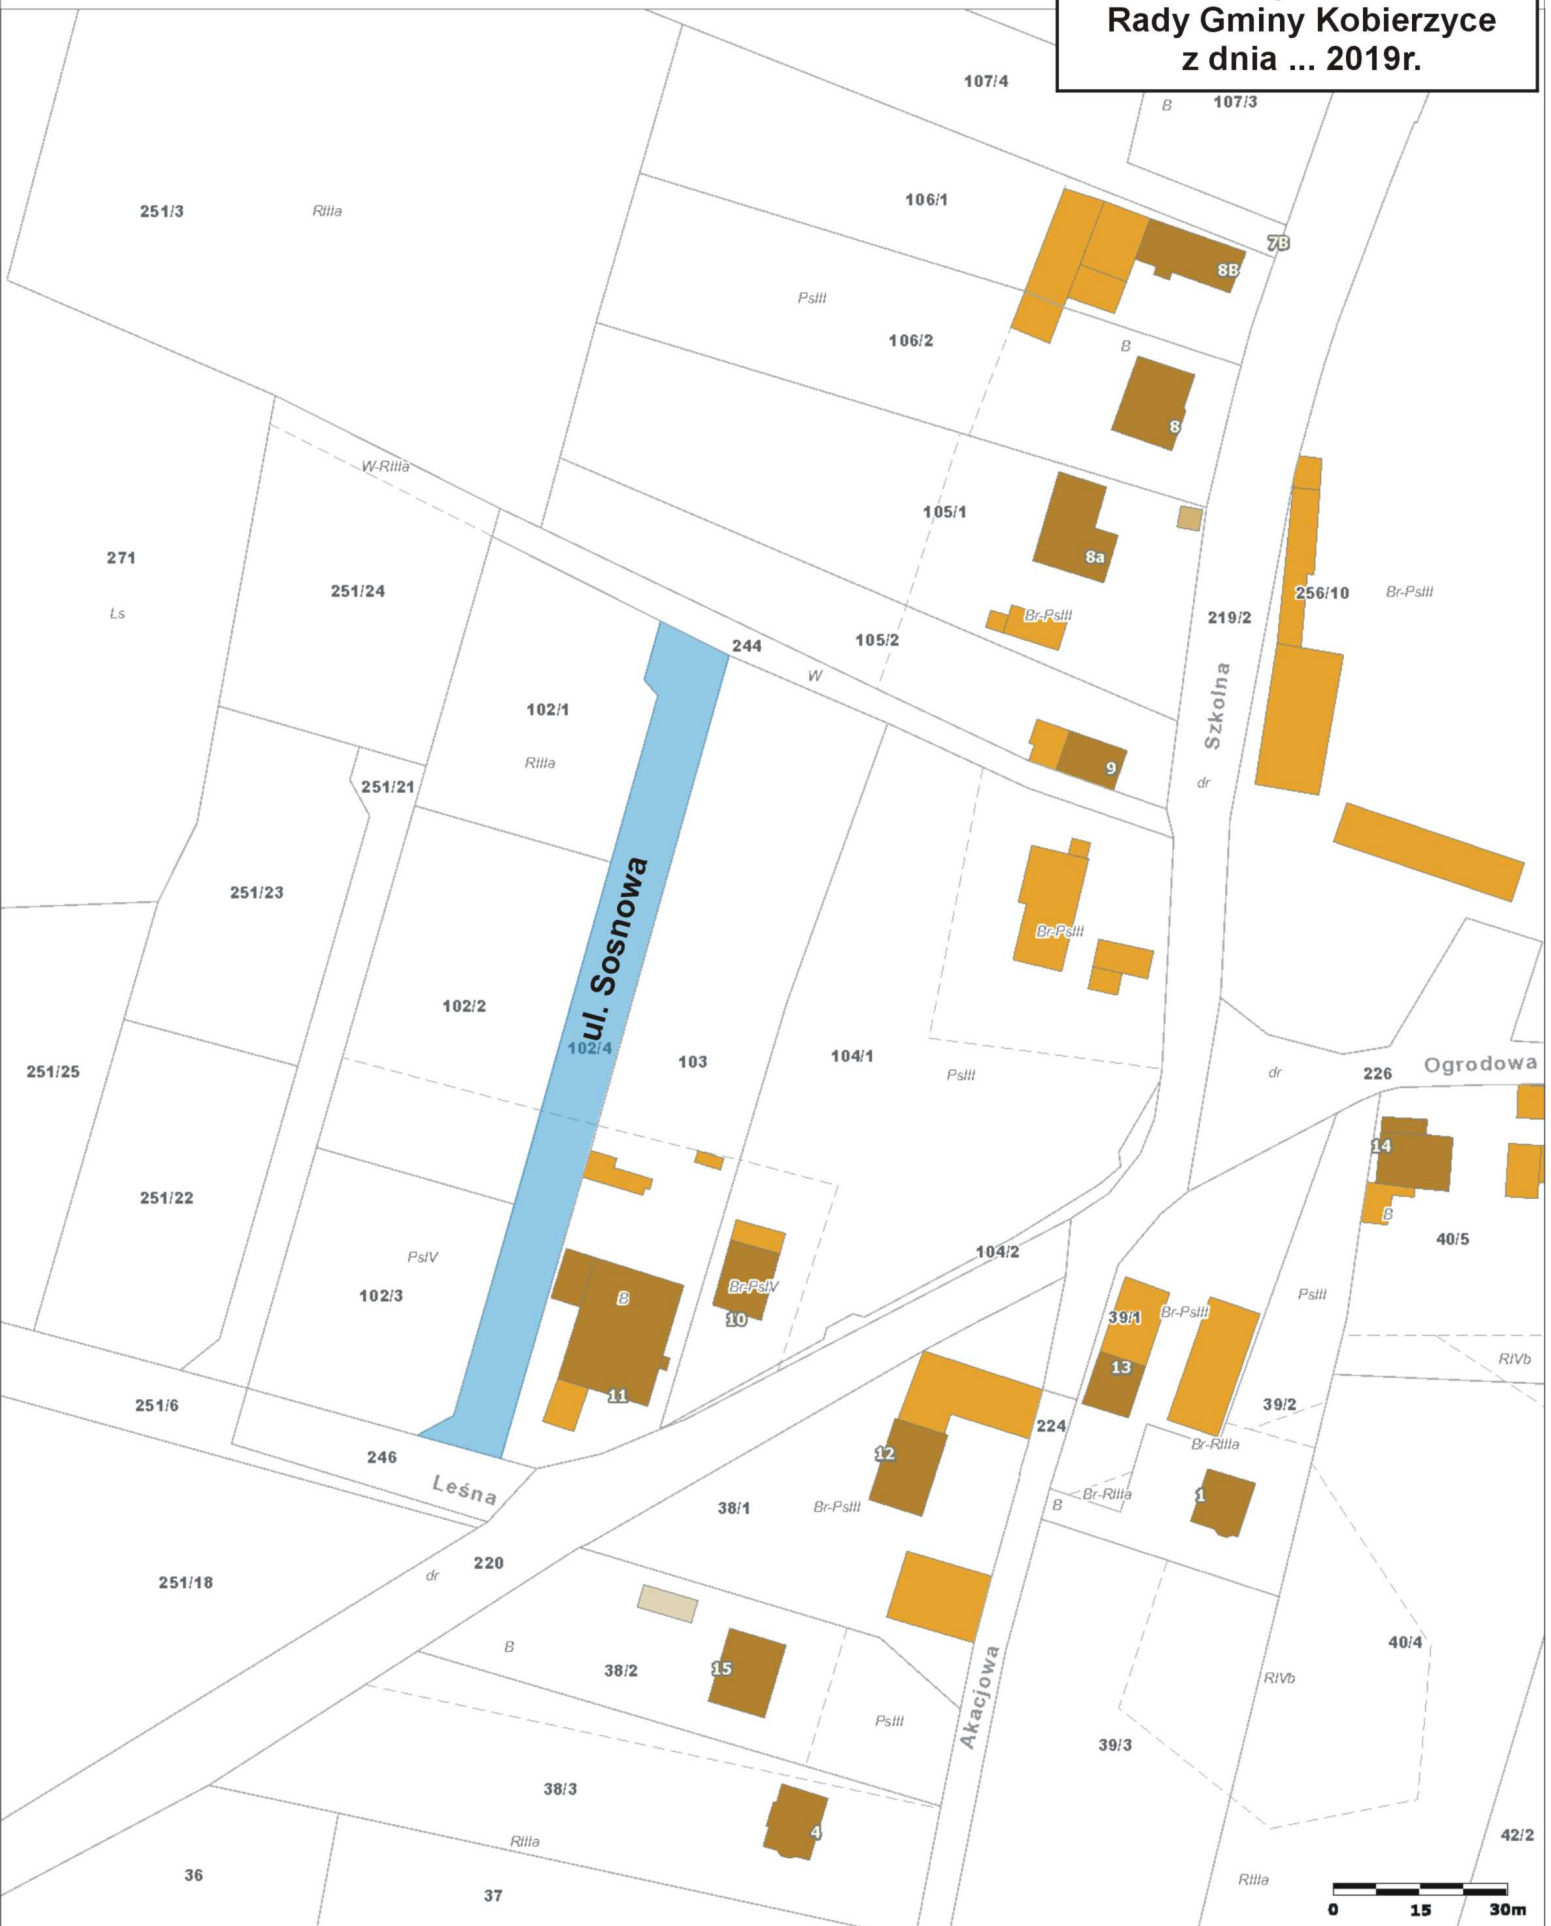 Rady Gminy Kobierzyce
z dnia ... 2019r.
107/4
B
107/3
106/1
251/3
RIIIa
7B
8B
PsIII
106/2
B
8
W-RIIIa
105/1
8a
271
251/24
256/10
Br-PsIII
Ls
Br-PsIII
219/2
105/2
244
W
102/1
Szkolna
RIIIa
9
dr
251/21
251/23
ul. Sosnowa
Br-PsIII
102/2
102/4
103
104/1
PsIII
251/25
dr
226
Ogrodowa
14
251/22
B
40/5
PsIV
104/2
102/3
B
Br-PsIV
10
PsIII
39/1
Br-PsIII
RIVb
13
11
251/6
39/2
224
246
12
Br-RIIIa
Leśna
38/1
Br-PsIII
B
Br-RIIIa
1
220
dr
251/18
B
38/2
15
40/4
RIVb
PsIII
Akacjowa
39/3
38/3
4
RIIIa
42/2
36
37
RIIIa
0 15 30m